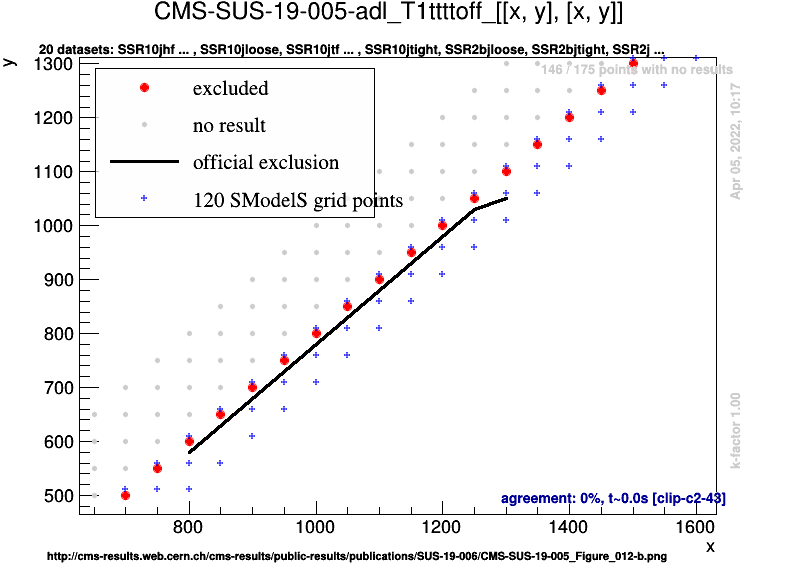 CMS-SUS-19-005-adl_T1ttttoff_[[x, y], [x, y]]
20 datasets: SSR10jhf ... , SSR10jloose, SSR10jtf ... , SSR10jtight, SSR2bjloose, SSR2bjtight, SSR2j ...
y
1300
1200
1100
1000
900
800
700
600
500
146 / 175 points with no results
excluded
no result
official exclusion
120 SModelS grid points
Apr 05, 2022, 10:17
k-factor 1.00
agreement: 0%, t~0.0s [clip-c2-43]
800 1000 1200 1400 1600
x
http://cms-results.web.cern.ch/cms-results/public-results/publications/SUS-19-006/CMS-SUS-19-005_Figure_012-b.png